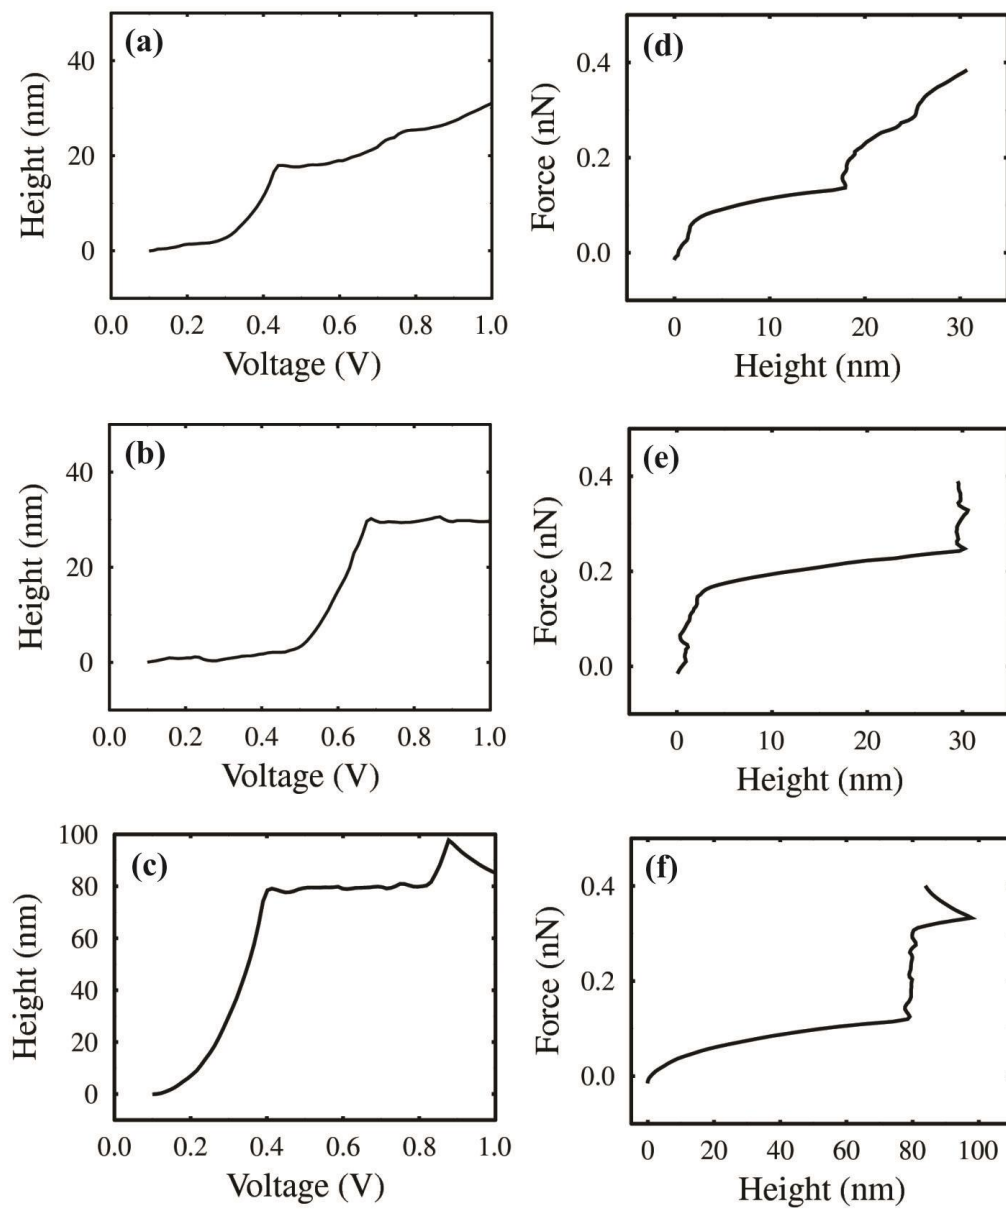 (a)
Height (nm)
40
20
0
0.0 0.2 0.4 0.6 0.8 1.0
Voltage (V)
(d)
Force (nN)
0.4
0.2
0.0
0 10 20 30
Height (nm)
(b)
Height (nm)
40
20
0
0.0 0.2 0.4 0.6 0.8 1.0
Voltage (V)
(e)
Force (nN)
0.4
0.2
0.0
0 10 20 30
Height (nm)
(c)
Height (nm)
100
80
60
40
20
0
0.0 0.2 0.4 0.6 0.8 1.0
Voltage (V)
(f)
Force (nN)
0.4
0.2
0.0
0 20 40 60 80 100
Height (nm)